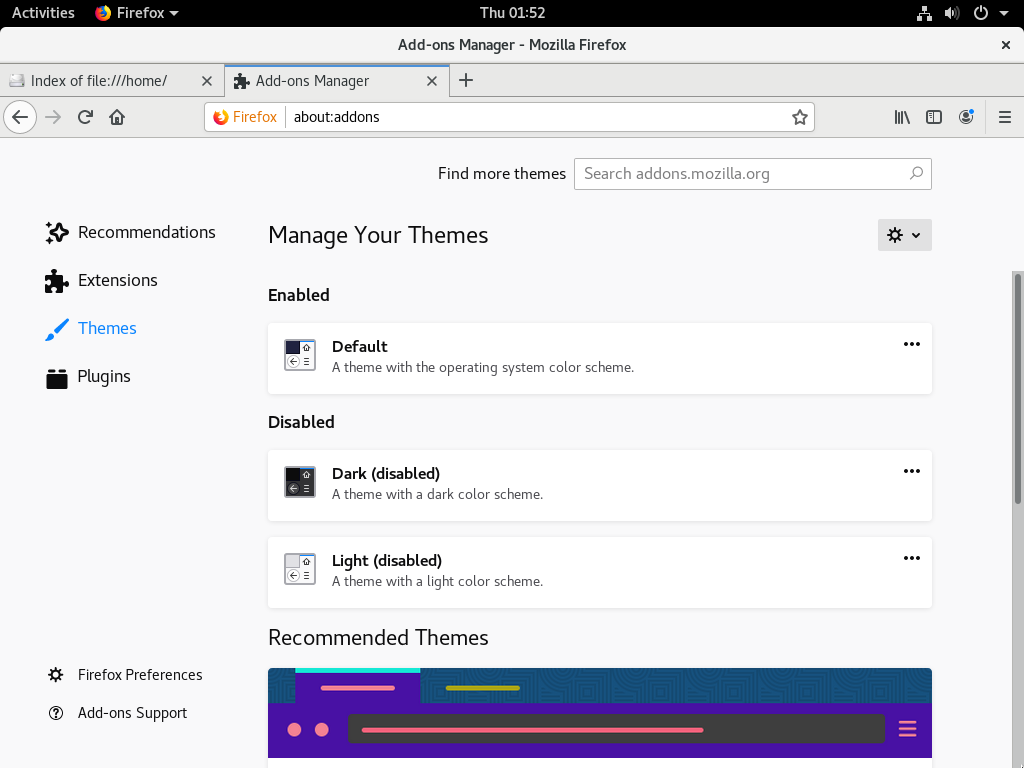 Activities Firefox Thu 01:52
Add-ons Manager - Mozilla Firefox
Index of file:///home/ Add-ons Manager
Firefox about:addons
Find more themes Search addons.mozilla.org
Recommendations
Extensions
Themes
Plugins
Manage Your Themes
Enabled
Default
A theme with the operating system color scheme.
Disabled
Dark (disabled)
A theme with a dark color scheme.
Light (disabled)
A theme with a light color scheme.
Recommended Themes
Firefox Preferences
Add-ons Support